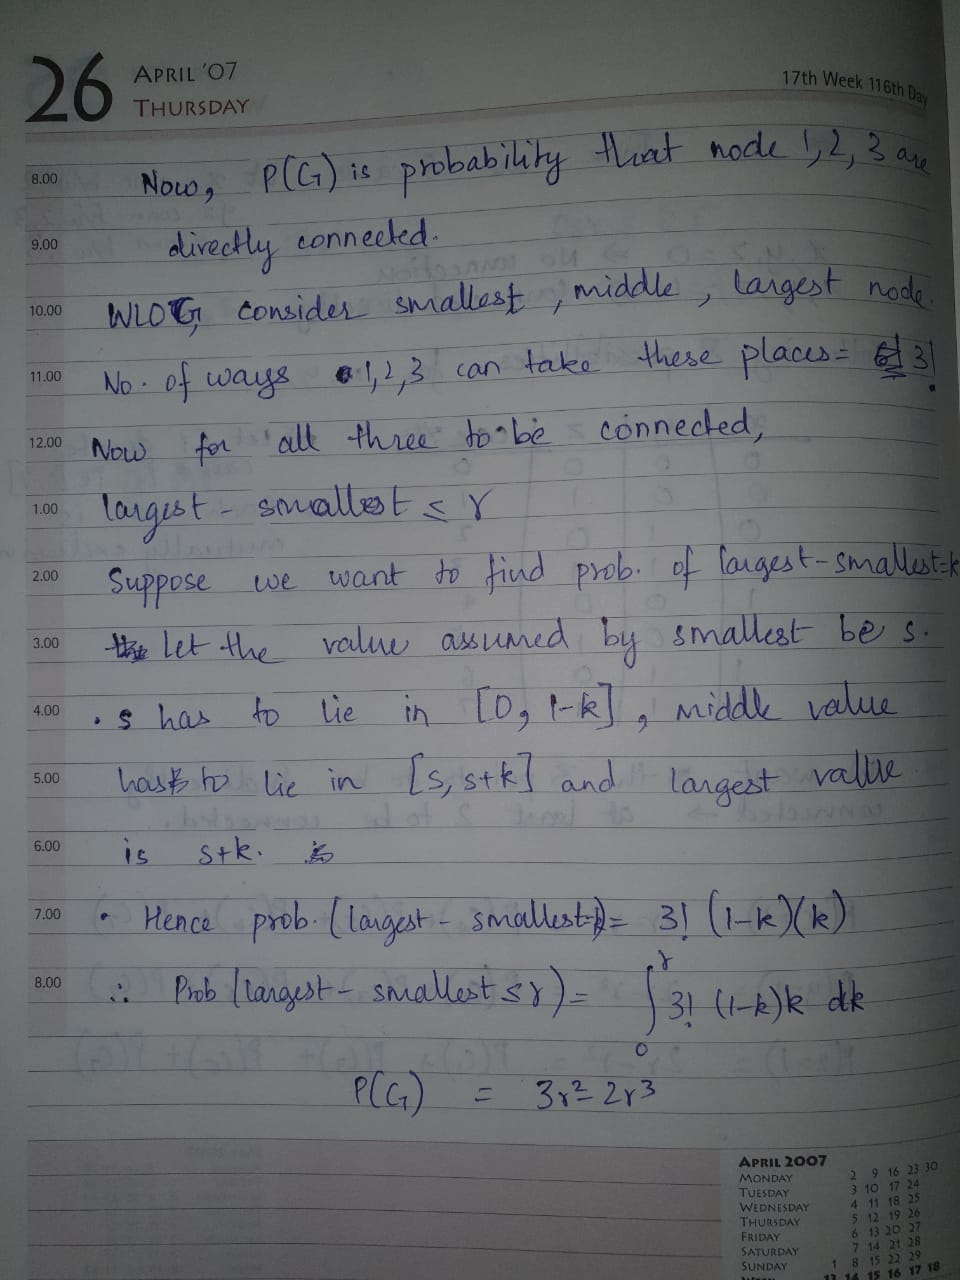 26 APRIL '07
THURSDAY
17th Week 116th Day
8.00 Now, P(G) is probability that node 1,2,3 are
9.00 directly connected.
10.00 WLOG, consider smallest, middle, largest node.
11.00 No. of ways 1,2,3 can take these places = 3!
12.00 Now for all three to be connected,
1.00 largest - smallest ≤ r
2.00 Suppose we want to find prob. of largest-smallest=k
3.00 let the value assumed by smallest be s.
4.00 • s has to lie in [0, 1-k], middle value
5.00 has to lie in [s, s+k] and largest value
6.00 is s+k.
7.00 • Hence prob. (largest - smallest=k) = 3! (1-k)(k)
8.00 ∴ Prob (largest - smallest ≤ r) = ∫₀ʳ 3! (1-k)k dk
P(G) = 3r² - 2r³
APRIL 2007
MONDAY 2 9 16 23 30
TUESDAY 3 10 17 24
WEDNESDAY 4 11 18 25
THURSDAY 5 12 19 26
FRIDAY 6 13 20 27
SATURDAY 7 14 21 28
SUNDAY 1 8 15 22 29
13 14 15 16 17 18